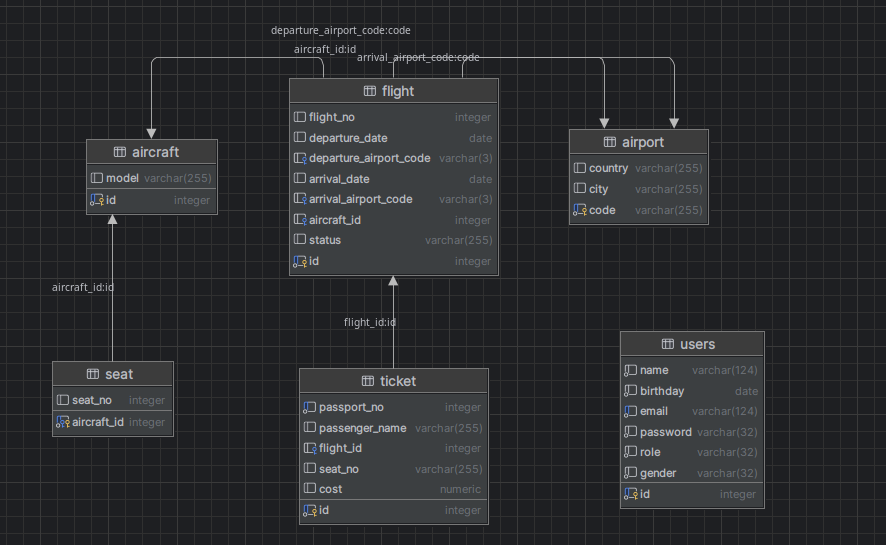 departure_airport_code:code
aircraft_id:id
arrival_airport_code:code
flight
flight_no integer
departure_date date
departure_airport_code varchar(3)
arrival_date date
arrival_airport_code varchar(3)
aircraft_id integer
status varchar(255)
id integer
aircraft
model varchar(255)
id integer
airport
country varchar(255)
city varchar(255)
code varchar(255)
aircraft_id:id
flight_id:id
seat
seat_no integer
aircraft_id integer
ticket
passport_no integer
passenger_name varchar(255)
flight_id integer
seat_no varchar(255)
cost numeric
id integer
users
name varchar(124)
birthday date
email varchar(124)
password varchar(32)
role varchar(32)
gender varchar(32)
id integer